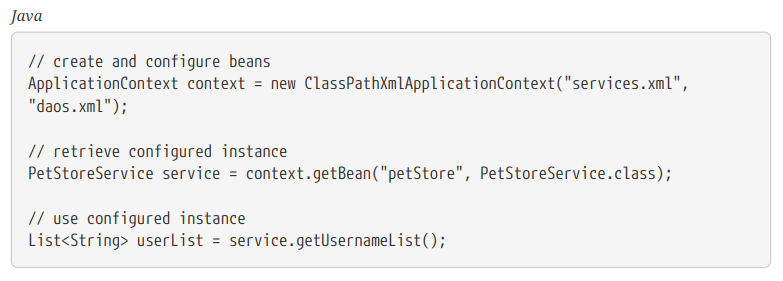 Java
// create and configure beans
ApplicationContext context = new ClassPathXmlApplicationContext("services.xml",
"daos.xml");
// retrieve configured instance
PetStoreService service = context.getBean("petStore", PetStoreService.class);
// use configured instance
List<String> userList = service.getUsernameList();